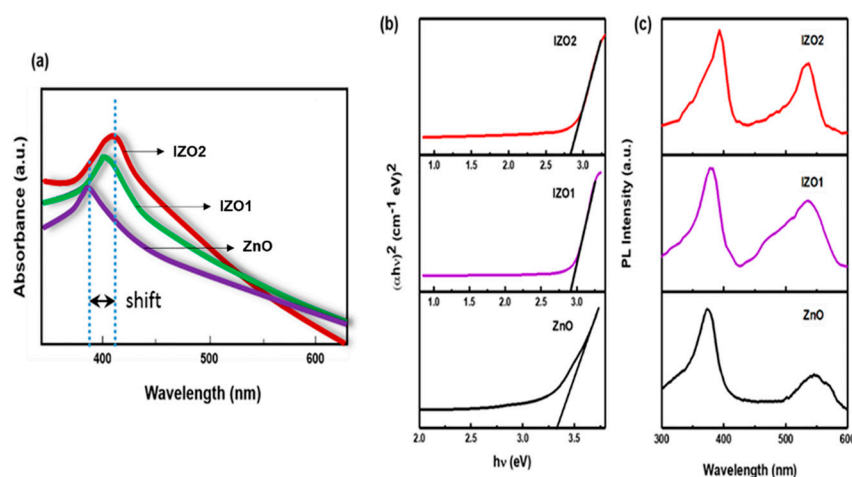 (a)
Absorbance (a.u.)
IZO2
IZO1
ZnO
shift
400 500 600
Wavelength (nm)
(b)
(αhν)² (cm⁻¹ eV)²
IZO2
1.0 1.5 2.0 2.5 3.0
IZO1
1.0 1.5 2.0 2.5 3.0
ZnO
2.0 2.5 3.0 3.5 4.0
hν (eV)
(c)
PL Intensity (a.u.)
IZO2
IZO1
ZnO
300 400 500 600
Wavelength (nm)